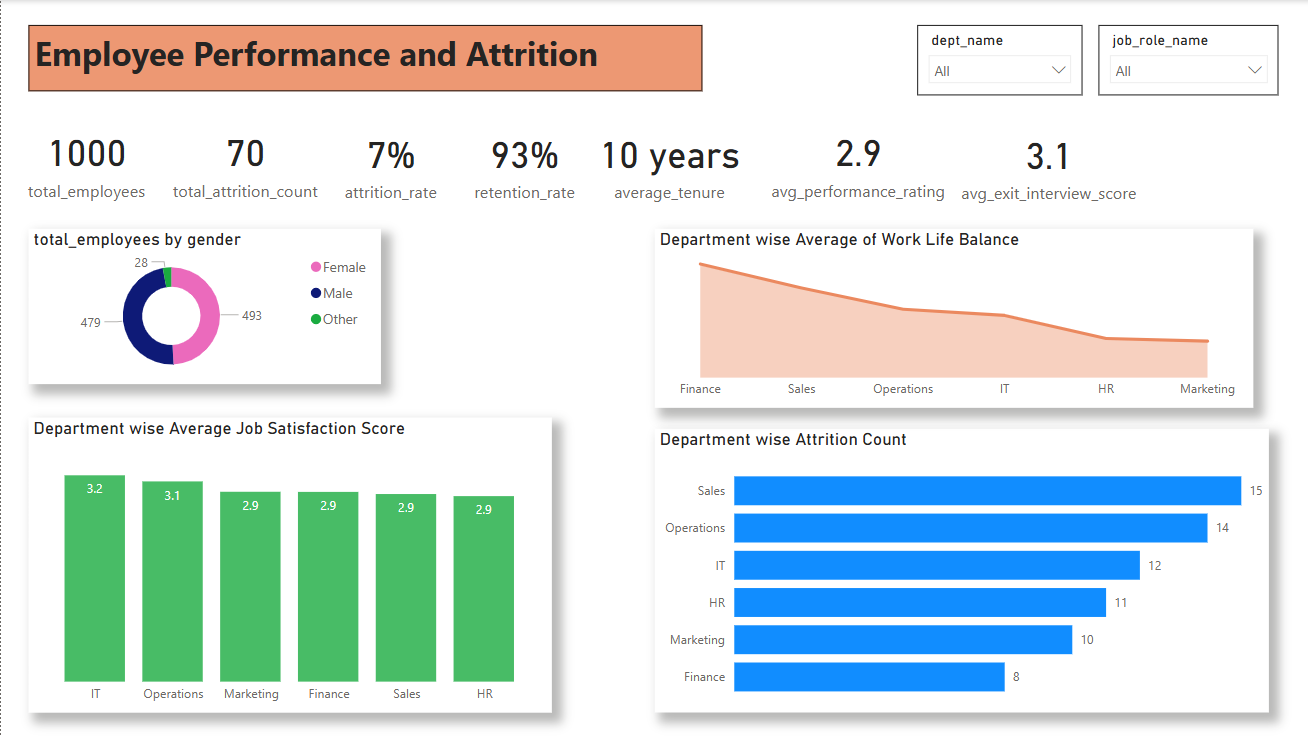 Employee Performance and Attrition
dept_name
All
job_role_name
All
1000
total_employees
70
total_attrition_count
7%
attrition_rate
93%
retention_rate
10 years
average_tenure
2.9
avg_performance_rating
3.1
avg_exit_interview_score
total_employees by gender
28
479
493
Female
Male
Other
Department wise Average of Work Life Balance
Finance Sales Operations IT HR Marketing
Department wise Average Job Satisfaction Score
3.2 3.1 2.9 2.9 2.9 2.9
IT Operations Marketing Finance Sales HR
Department wise Attrition Count
Sales 15
Operations 14
IT 12
HR 11
Marketing 10
Finance 8